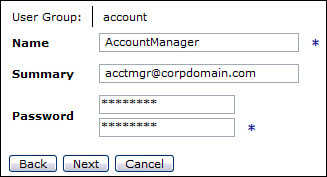 User Group: account
Name AccountManager *
Summary acctmgr@corpdomain.com
Password ********
******** *
Back Next Cancel